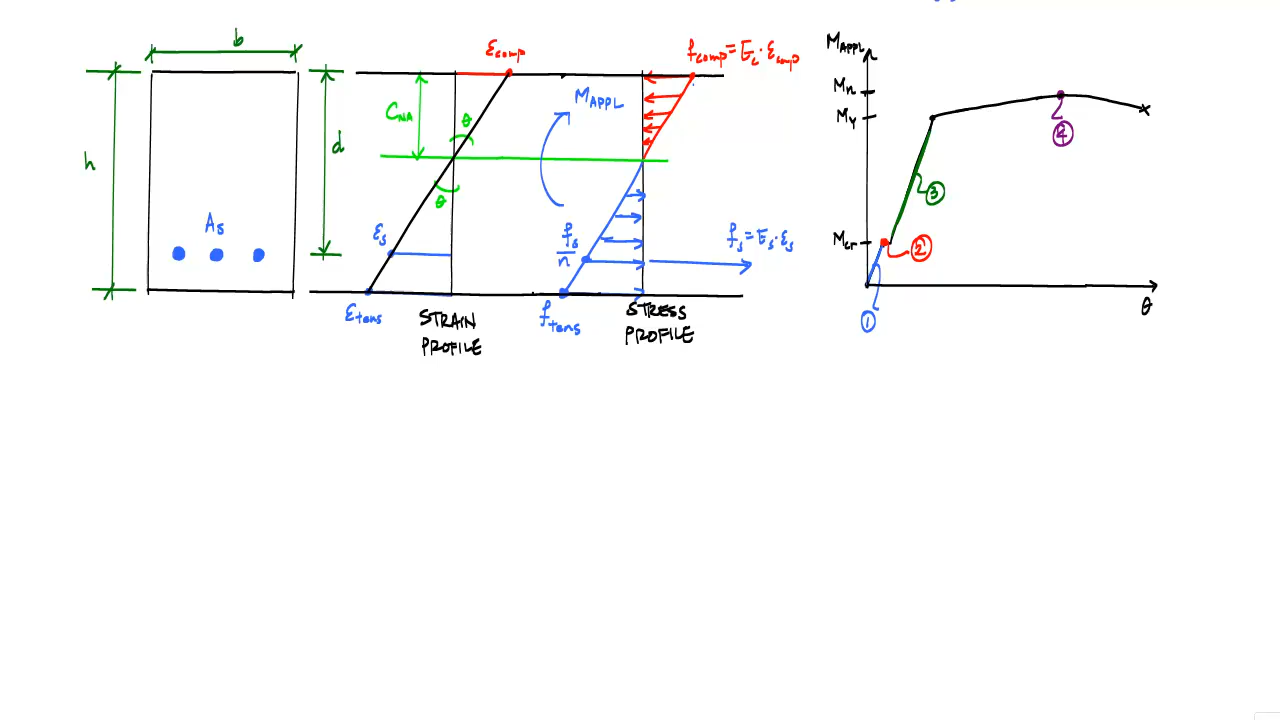 b
h
d
As
εcomp
CNA
θ
θ
εs
εtens
STRAIN
PROFILE
fcomp = Ec · εcomp
MAPPL
fs/n
fs = Es · εs
ftens
STRESS
PROFILE
MAPPL
Mn
My
Mcr
①
②
③
④
θ